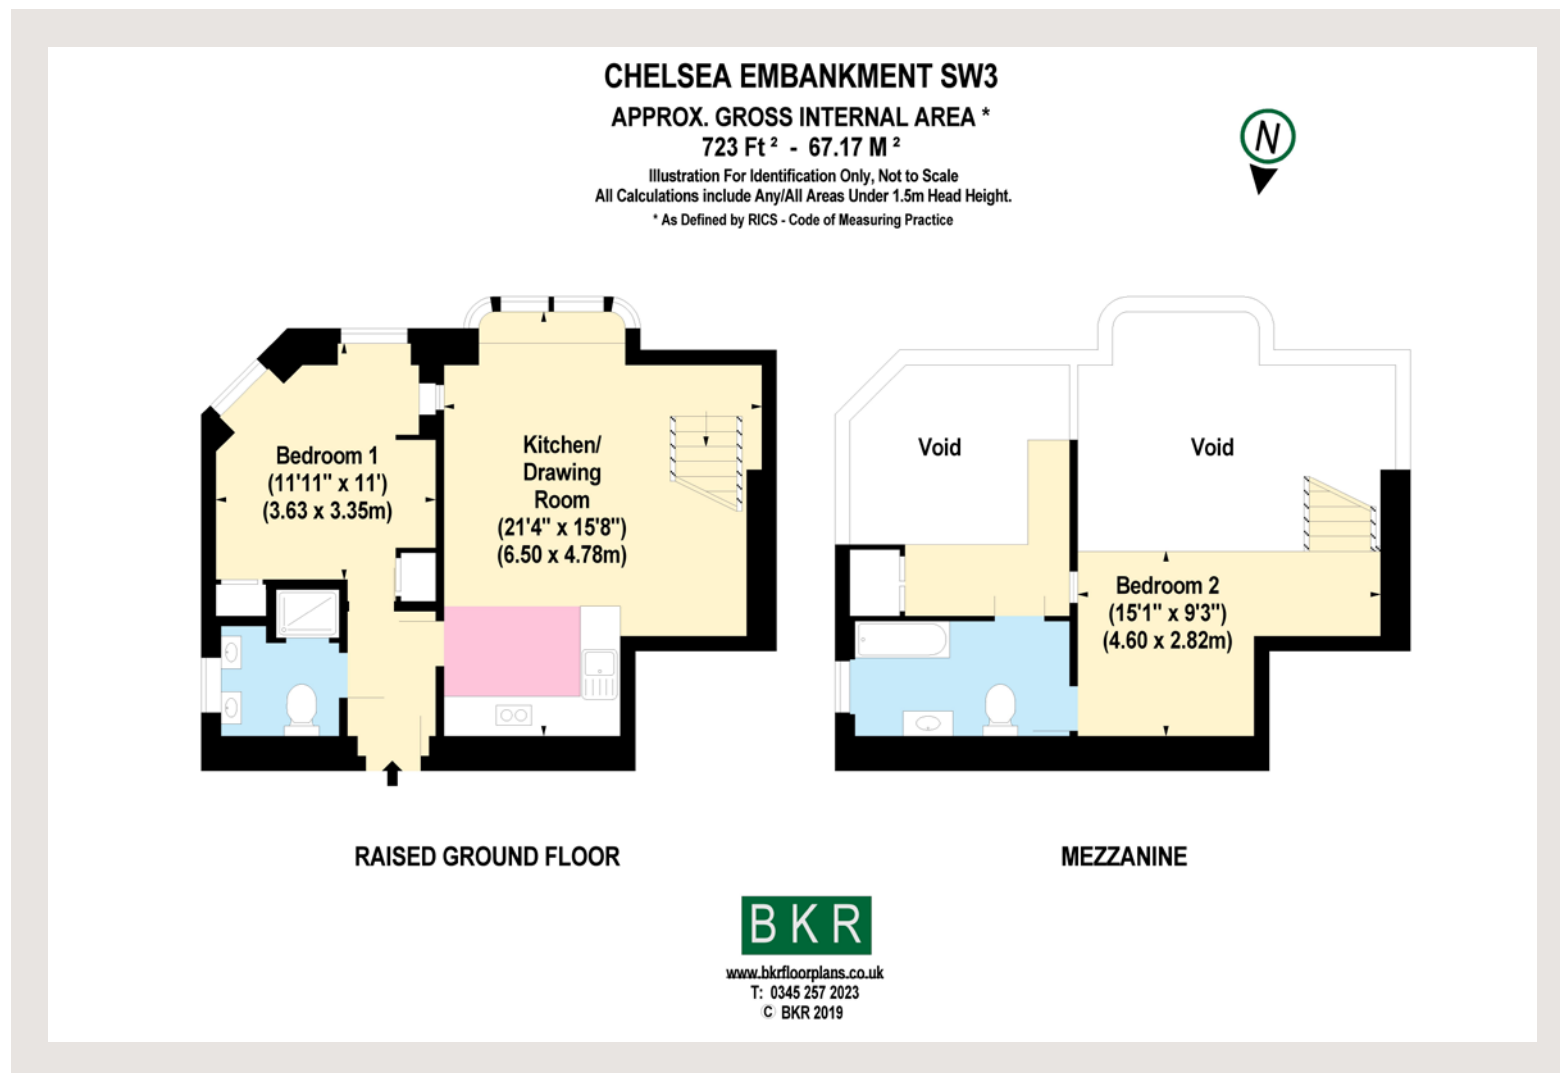 CHELSEA EMBANKMENT SW3
APPROX. GROSS INTERNAL AREA *
723 Ft ² - 67.17 M ²
Illustration For Identification Only, Not to Scale
All Calculations include Any/All Areas Under 1.5m Head Height.
* As Defined by RICS - Code of Measuring Practice
N
Bedroom 1
(11'11" x 11')
(3.63 x 3.35m)
Kitchen/
Drawing
Room
(21'4" x 15'8")
(6.50 x 4.78m)
Void
Void
Bedroom 2
(15'1" x 9'3")
(4.60 x 2.82m)
RAISED GROUND FLOOR
MEZZANINE
BKR
www.bkrfloorplans.co.uk
T: 0345 257 2023
© BKR 2019